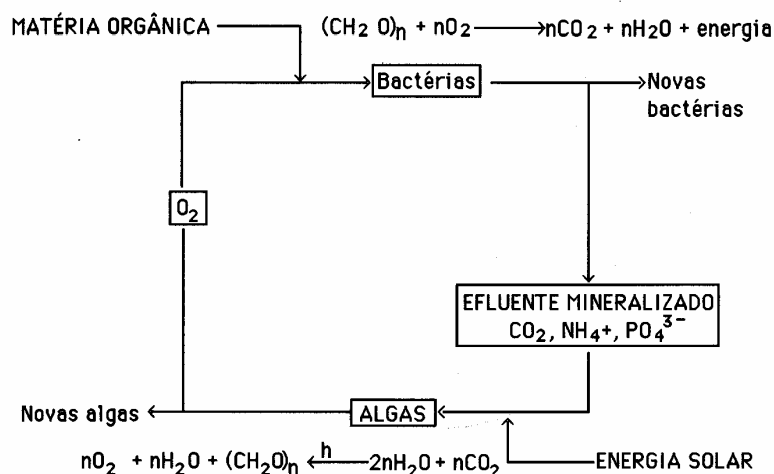 MATÉRIA ORGÂNICA
(CH2 O)n + nO2 → nCO2 + nH2O + energia
Bactérias
Novas
bactérias
O2
EFLUENTE MINERALIZADO
CO2, NH4+, PO4³⁻
Novas algas
ALGAS
nO2 + nH2O + (CH2O)n ←h 2nH2O + nCO2
ENERGIA SOLAR